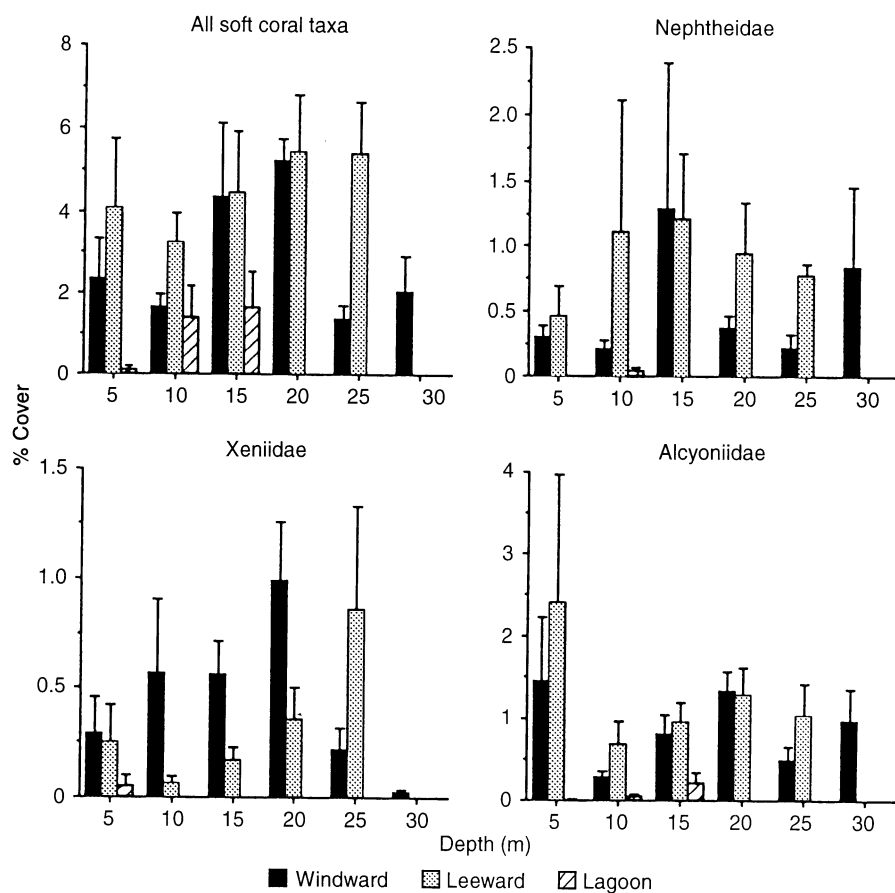 All soft coral taxa
8
6
4
2
0
5 10 15 20 25 30
Nephtheidae
2.5
2.0
1.5
1.0
0.5
0
5 10 15 20 25 30
% Cover
Xeniidae
1.5
1.0
0.5
0
5 10 15 20 25 30
Alcyoniidae
4
3
2
1
0
5 10 15 20 25 30
Depth (m)
Windward Leeward Lagoon